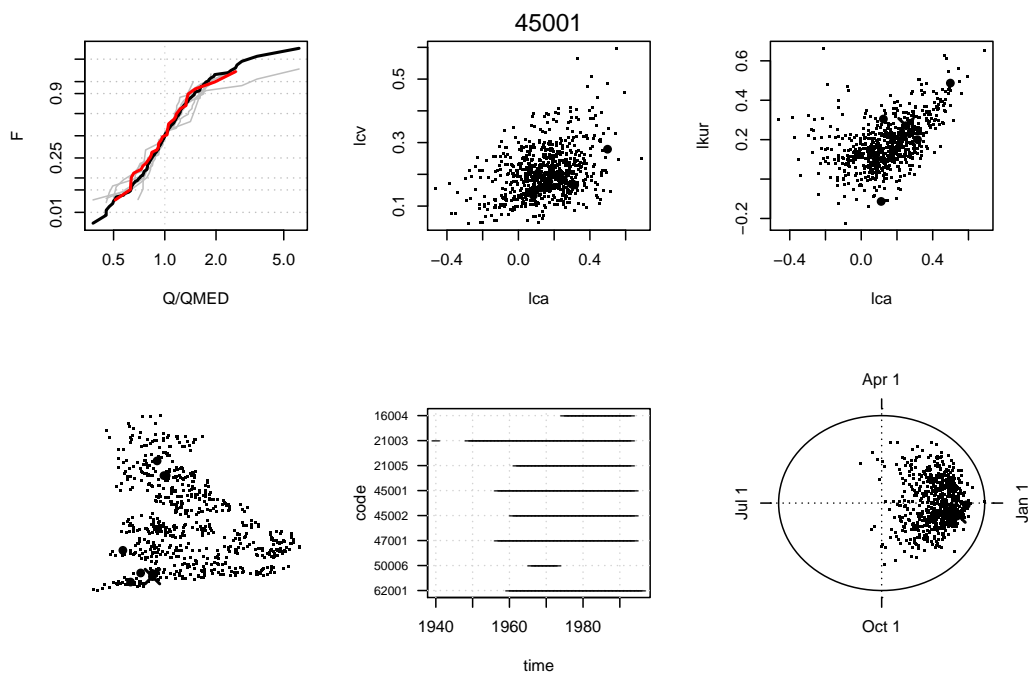 45001
F
0.01
0.25
0.9
0.5
1.0
2.0
5.0
Q/QMED
lcv
0.1
0.3
0.5
−0.4
0.0
0.4
lca
lkur
−0.2
0.2
0.4
0.6
−0.4
0.0
0.4
lca
code
16004
21003
21005
45001
45002
47001
50006
62001
1940
1960
1980
time
Apr 1
Jul 1
Jan 1
Oct 1